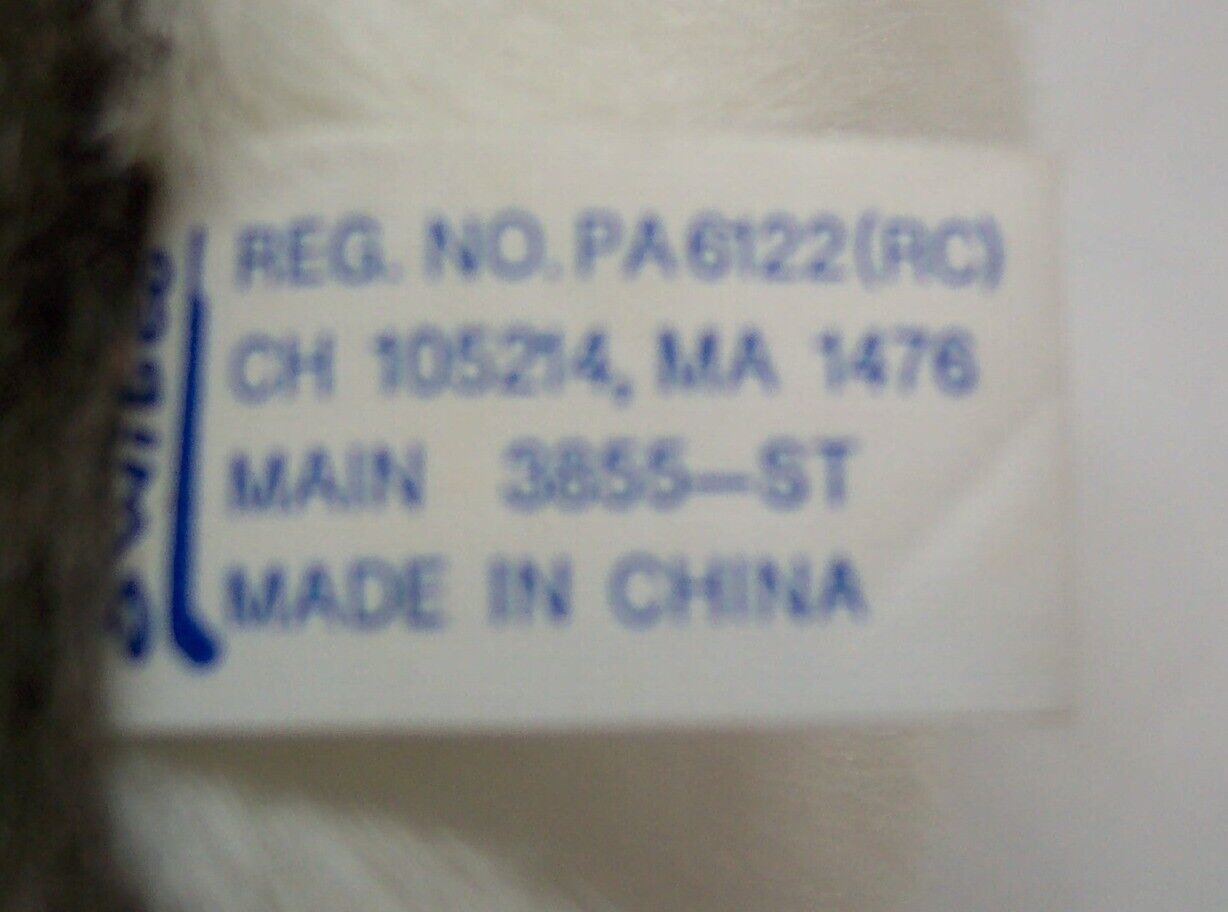 REG. NO. PA6122(RC)
CH 105214, MA 1476
MAIN 3855-ST
MADE IN CHINA